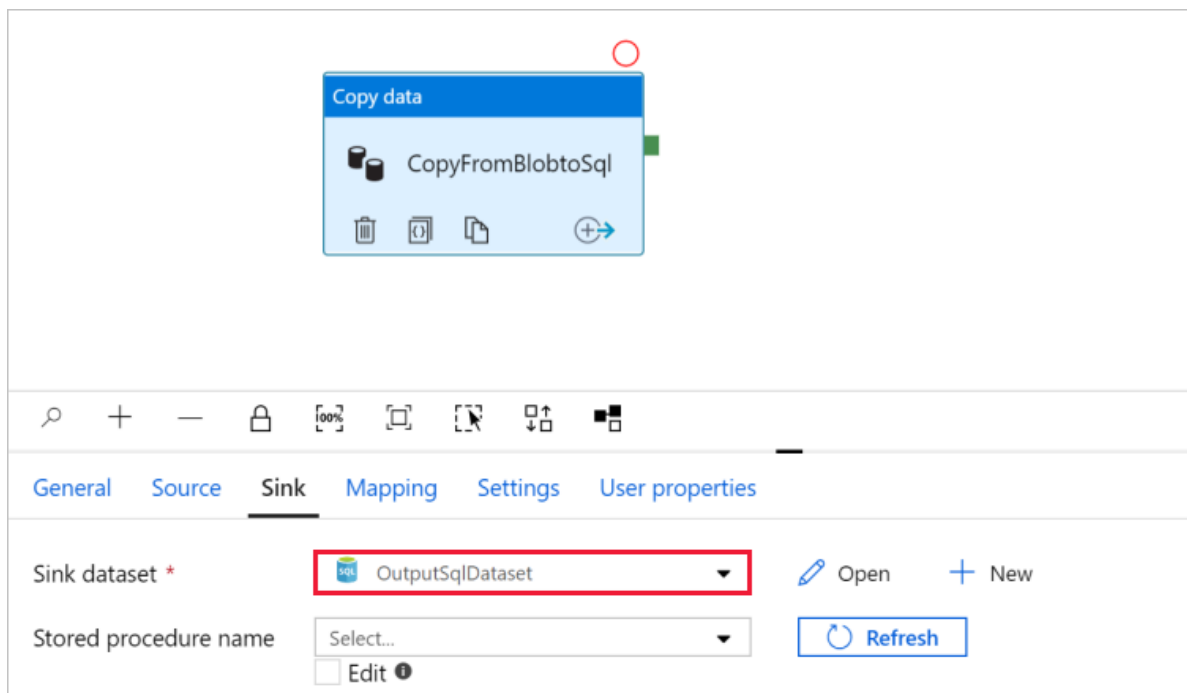 Copy data
CopyFromBlobtoSql
100%
General Source Sink Mapping Settings User properties
Sink dataset * SQL OutputSqlDataset Open New
Stored procedure name Select... Refresh
Edit